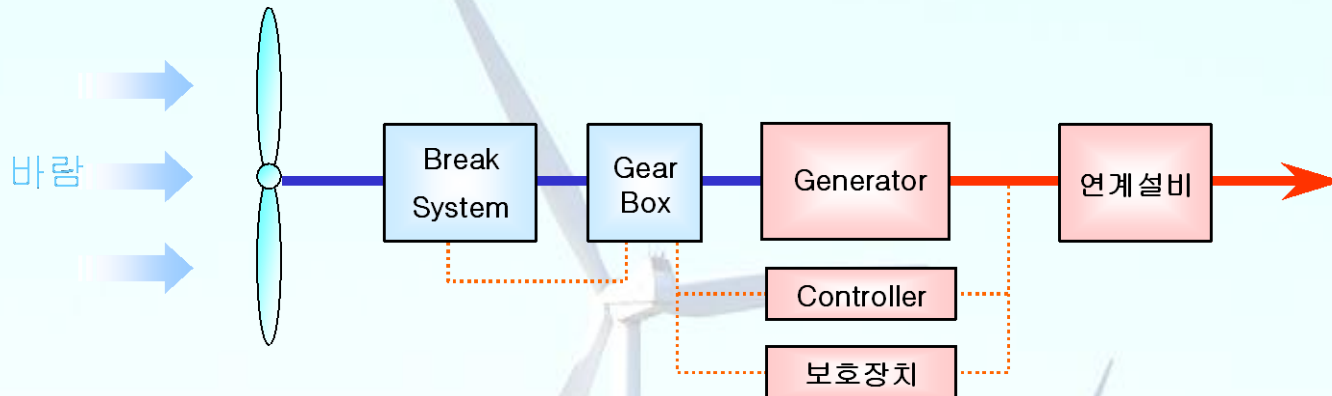 바람
Break
System
Gear
Box
Generator
연계설비
Controller
보호장치